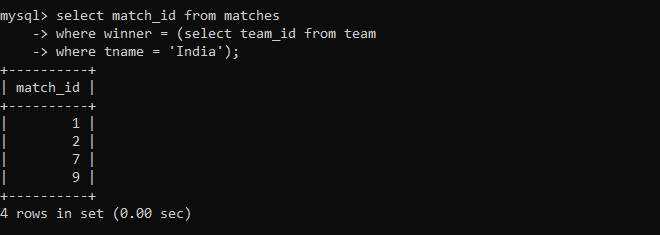 mysql> select match_id from matches
    -> where winner = (select team_id from team
    -> where tname = 'India');
+----------+
| match_id |
+----------+
|        1 |
|        2 |
|        7 |
|        9 |
+----------+
4 rows in set (0.00 sec)